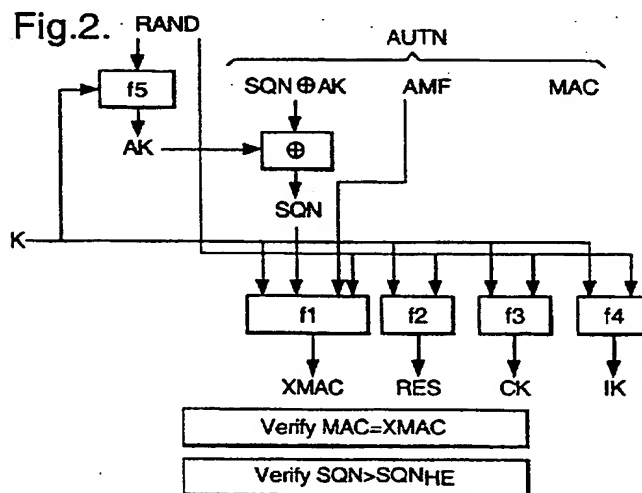 Fig.2.
RAND
AUTN
f5
SQN⊕AK AMF MAC
AK
⊕
SQN
K
f1 f2 f3 f4
XMAC RES CK IK
Verify MAC=XMAC
Verify SQN>SQNHE